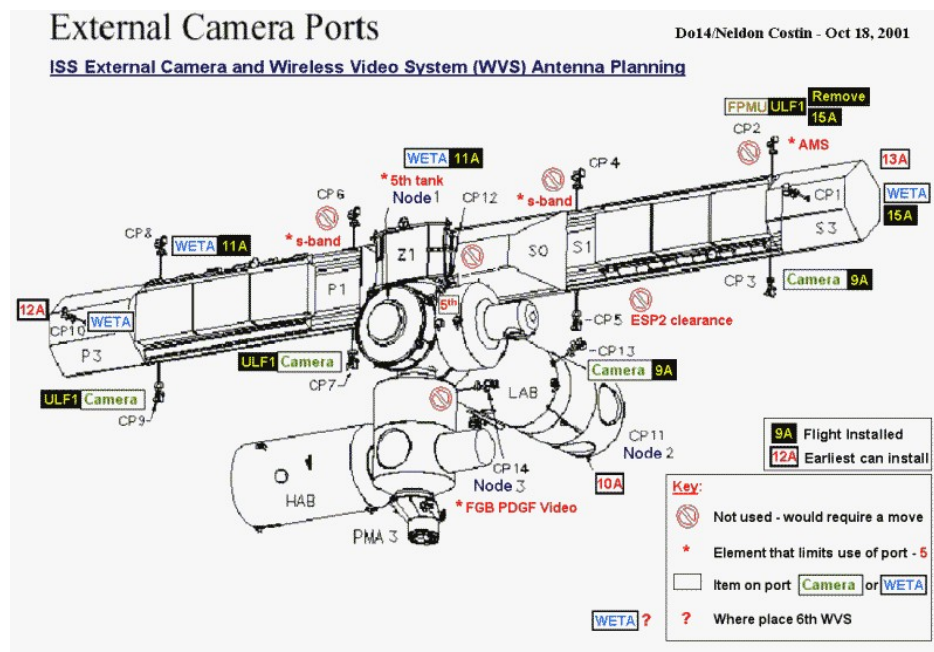 External Camera Ports
Do14/Neldon Costin - Oct 18, 2001
ISS External Camera and Wireless Video System (WVS) Antenna Planning
FPMU ULF1 Remove
15A
CP2
* AMS
WETA 11A
* 5th tank
Node 1
CP12
CP4
* s-band
13A
CP1
WETA
15A
S3
CP6
* s-band
CP8
WETA 11A
Z1
S0
S1
P1
5th
CP3
Camera 9A
12A
CP10
WETA
P3
CP5
ESP2 clearance
ULF1 Camera
CP7
CP13
Camera 9A
ULF1 Camera
CP9
LAB
CP11
Node 2
10A
HAB
CP14
Node 3
* FGB PDGF Video
PMA 3
9A Flight Installed
12A Earliest can install
Key:
Not used - would require a move
* Element that limits use of port - 5
Item on port Camera or WETA
? Where place 6th WVS
WETA ?